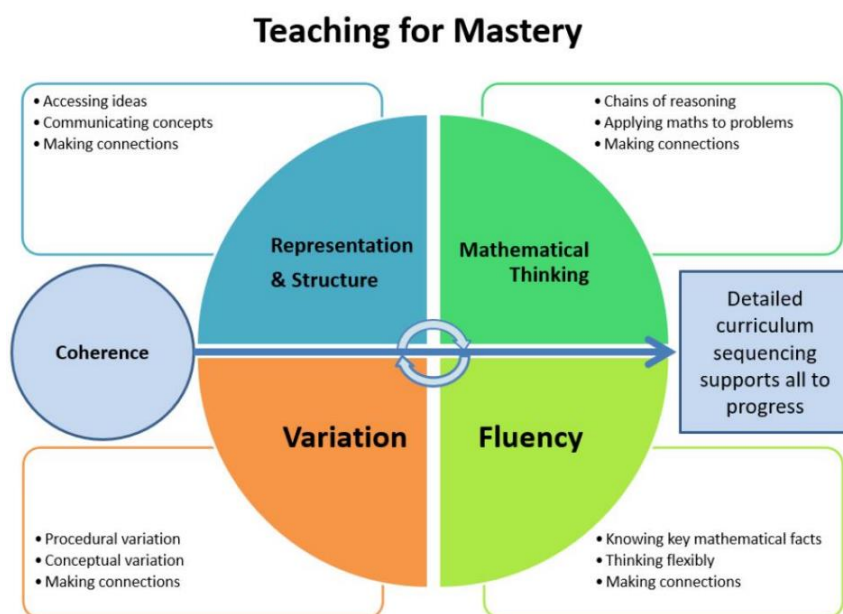 Teaching for Mastery
• Accessing ideas
• Communicating concepts
• Making connections
• Chains of reasoning
• Applying maths to problems
• Making connections
Representation
& Structure
Mathematical
Thinking
Coherence
Detailed
curriculum
sequencing
supports all to
progress
Variation
Fluency
• Procedural variation
• Conceptual variation
• Making connections
• Knowing key mathematical facts
• Thinking flexibly
• Making connections